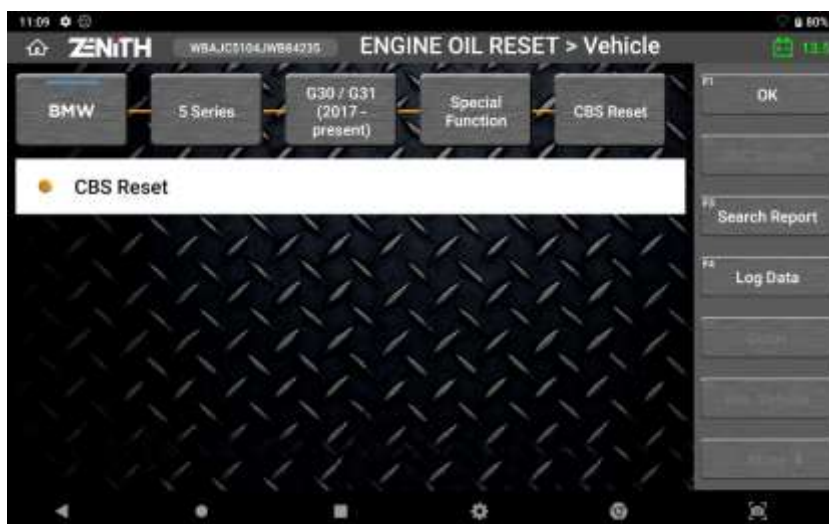 11:09
80%
ZENITH
ENGINE OIL RESET > Vehicle
BMW
5 Series
G30 / G31
(2017 -
present)
Special
Function
CBS Reset
CBS Reset
F1
OK
F3
Search Report
F4
Log Data